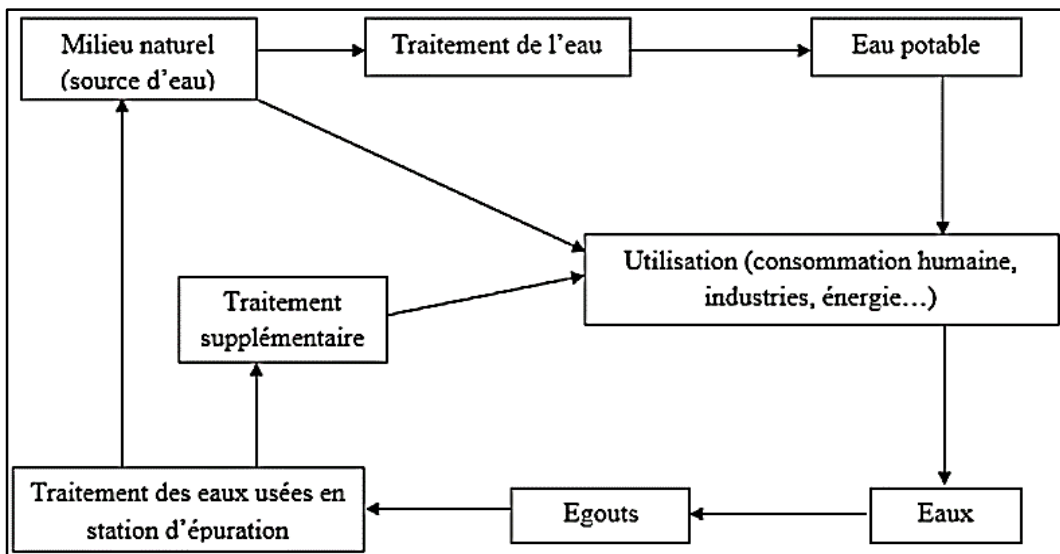 Milieu naturel
(source d'eau)
Traitement de l'eau
Eau potable
Utilisation (consommation humaine,
industries, énergie…)
Traitement
supplémentaire
Traitement des eaux usées en
station d'épuration
Egouts
Eaux